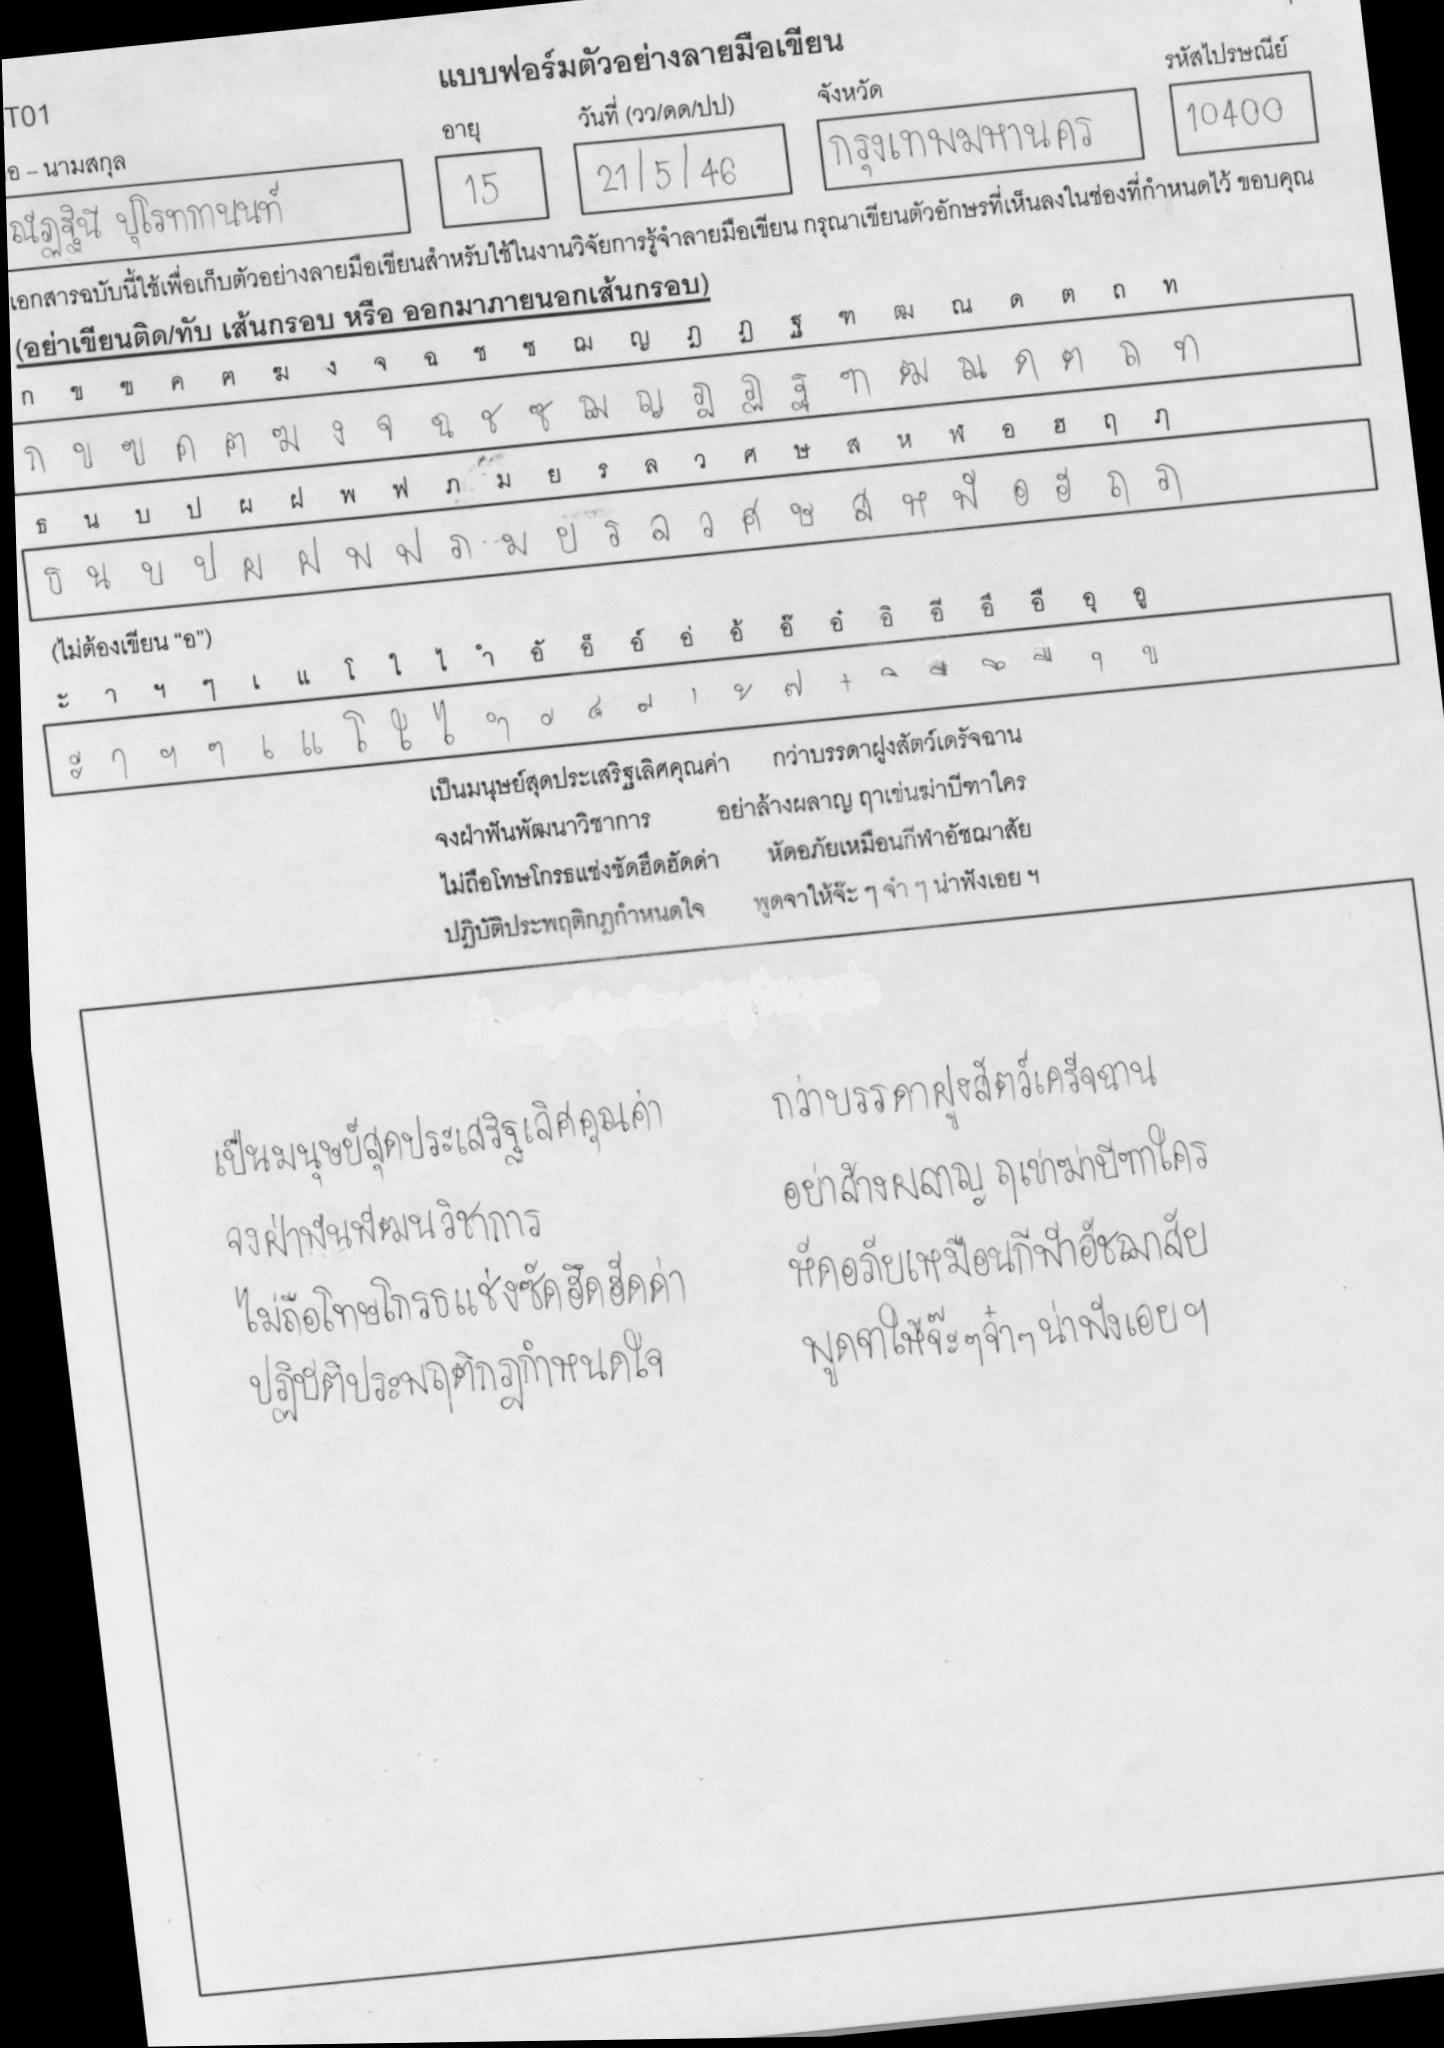 แบบฟอร์มตัวอย่างลายมือเขียน
T01
อ – นามสกุล อายุ วันที่ (วว/ดด/ปป) จังหวัด รหัสไปรษณีย์
ณัฏฐินี 15 21/5/46 กรุงเทพมหานคร 10400
เอกสารฉบับนี้ใช้เพื่อเก็บตัวอย่างลายมือเขียนสำหรับใช้ในงานวิจัยการรู้จำลายมือเขียน กรุณาเขียนตัวอักษรที่เห็นลงในช่องที่กำหนดไว้ ขอบคุณ
(อย่าเขียนติด/ทับ เส้นกรอบ หรือ ออกมาภายนอกเส้นกรอบ)
ก ข ฃ ค ฅ ฆ ง จ ฉ ช ซ ฌ ญ ฎ ฏ ฐ ฑ ฒ ณ ด ต ถ ท
ก ข ฃ ค ฅ ฆ ง จ ฉ ช ซ ฌ ญ ฎ ฏ ฐ ฑ ฒ ณ ด ต ถ ท
ธ น บ ป ผ ฝ พ ฟ ภ ม ย ร ล ว ศ ษ ส ห ฬ อ ฮ ฤ ฦ
ธ น บ ป ผ ฝ พ ฟ ภ ม ย ร ล ว ศ ษ ส ห ฬ อ ฮ ฤ ฦ
(ไม่ต้องเขียน “อ”)
ะ า ฯ ๆ เ แ โ ใ ไ ำ อั อ็ อ์ อ่ อ้ อ๊ อ๋ อิ อี อึ อื อุ อู
ะ า ฯ ๆ เ แ โ ใ ไ ำ ั ็ ์ ่ ้ ๊ ๋ ิ ี ึ ื ุ ู
เป็นมนุษย์สุดประเสริฐเลิศคุณค่า กว่าบรรดาฝูงสัตว์เดรัจฉาน
จงฝ่าฟันพัฒนาวิชาการ อย่าล้างผลาญ ฤาเข่นฆ่าบีฑาใคร
ไม่ถือโทษโกรธแช่งซัดฮึดฮัดด่า หัดอภัยเหมือนกีฬาอัชฌาสัย
ปฏิบัติประพฤติกฎกำหนดใจ พูดจาให้จ๊ะ ๆ จ๋า ๆ น่าฟังเอย ฯ
เป็นมนุษย์สุดประเสริฐเลิศคุณค่า กว่าบรรดาฝูงสัตว์เดรัจฉาน
จงฝ่าฟันพัฒนวิชาการ อย่าล้างผลาญ ฤเข่าฆ่าบีฑาใคร
ไม่ถือโทษโกรธแช่งซัดฮึดฮัดด่า หัดอภัยเหมือนกีฬาอัชฌาสัย
ปฏิบัติประพฤติกฎกำหนดใจ พูดจาให้จ๊ะๆจ๋าๆ น่าฟังเอยฯ